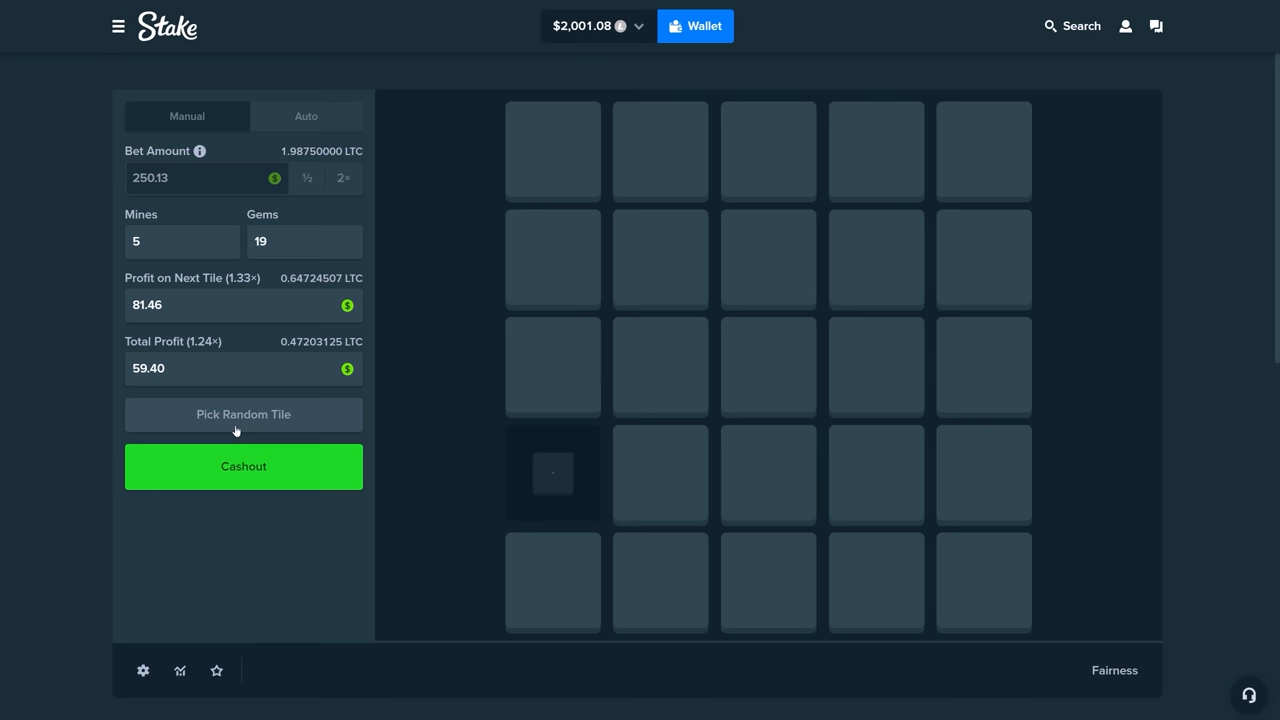 Stake
$2,001.08
Wallet
Search
Manual
Auto
Bet Amount
1.98750000 LTC
250.13
½
2×
Mines
Gems
5
19
Profit on Next Tile (1.33×)
0.64724507 LTC
81.46
Total Profit (1.24×)
0.47203125 LTC
59.40
Pick Random Tile
Cashout
Fairness